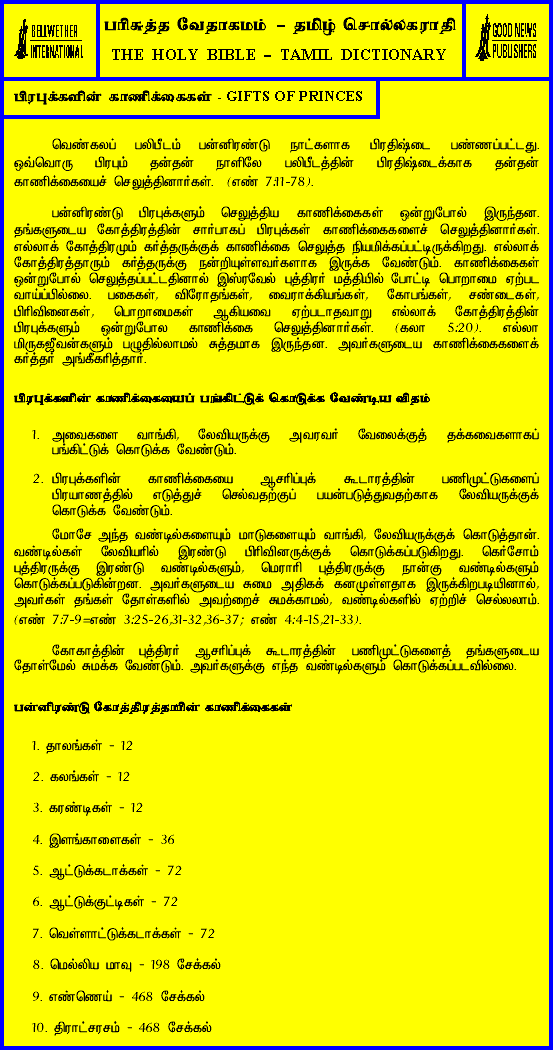 BELLWETHER
INTERNATIONAL
பரிசுத்த வேதாகமம் – தமிழ் சொல்லகராதி
THE HOLY BIBLE – TAMIL DICTIONARY
GOOD NEWS
PUBLISHERS
பிரபுக்களின் காணிக்கைகள் - GIFTS OF PRINCES
வெண்கலப் பலிபீடம் பன்னிரண்டு நாட்களாக பிரதிஷ்டை பண்ணப்பட்டது.
ஒவ்வொரு பிரபும் தன்தன் நாளிலே பலிபீடத்தின் பிரதிஷ்டைக்காக தன்தன்
காணிக்கையைச் செலுத்தினார்கள். (எண் 7:11-78).
பன்னிரண்டு பிரபுக்களும் செலுத்திய காணிக்கைகள் ஒன்றுபோல் இருந்தன.
தங்களுடைய கோத்திரத்தின் சார்பாகப் பிரபுக்கள் காணிக்கைகளைச் செலுத்தினார்கள்.
எல்லாக் கோத்திரமும் கர்த்தருக்குக் காணிக்கை செலுத்த நியமிக்கப்பட்டிருக்கிறது. எல்லாக்
கோத்திரத்தாரும் கர்த்தருக்கு நன்றியுள்ளவர்களாக இருக்க வேண்டும். காணிக்கைகள்
ஒன்றுபோல் செலுத்தப்பட்டதினால் இஸ்ரவேல் புத்திரர் மத்தியில் போட்டி பொறாமை ஏற்பட
வாய்ப்பில்லை. பகைகள், விரோதங்கள், வைராக்கியங்கள், கோபங்கள், சண்டைகள்,
பிரிவினைகள், பொறாமைகள் ஆகியவை ஏற்படாதவாறு எல்லாக் கோத்திரத்தின்
பிரபுக்களும் ஒன்றுபோல காணிக்கை செலுத்தினார்கள். (கலா 5:20). எல்லா
மிருகஜீவன்களும் பழுதில்லாமல் சுத்தமாக இருந்தன. அவர்களுடைய காணிக்கைகளைக்
கர்த்தர் அங்கீகரித்தார்.
பிரபுக்களின் காணிக்கையைப் பங்கிட்டுக் கொடுக்க வேண்டிய விதம்
1. அவைகளை வாங்கி, லேவியருக்கு அவரவர் வேலைக்குத் தக்கவைகளாகப்
பங்கிட்டுக் கொடுக்க வேண்டும்.
2. பிரபுக்களின் காணிக்கையை ஆசரிப்புக் கூடாரத்தின் பணிமுட்டுகளைப்
பிரயாணத்தில் எடுத்துச் செல்வதற்குப் பயன்படுத்துவதற்காக லேவியருக்குக்
கொடுக்க வேண்டும்.
மோசே அந்த வண்டில்களையும் மாடுகளையும் வாங்கி, லேவியருக்குக் கொடுத்தான்.
வண்டில்கள் லேவியரில் இரண்டு பிரிவினருக்குக் கொடுக்கப்படுகிறது. கெர்சோம்
புத்திரருக்கு இரண்டு வண்டில்களும், மெராரி புத்திரருக்கு நான்கு வண்டில்களும்
கொடுக்கப்படுகின்றன. அவர்களுடைய சுமை அதிகக் கனமுள்ளதாக இருக்கிறபடியினால்,
அவர்கள் தங்கள் தோள்களில் அவற்றைச் சுமக்காமல், வண்டில்களில் ஏற்றிச் செல்லலாம்.
(எண் 7:7-9=எண் 3:25-26,31-32,36-37; எண் 4:4-15,21-33).
கோகாத்தின் புத்திரர் ஆசரிப்புக் கூடாரத்தின் பணிமுட்டுகளைத் தங்களுடைய
தோள்மேல் சுமக்க வேண்டும். அவர்களுக்கு எந்த வண்டில்களும் கொடுக்கப்படவில்லை.
பன்னிரண்டு கோத்திரத்தாரின் காணிக்கைகள்
1. தாலங்கள் - 12
2. கலங்கள் - 12
3. கரண்டிகள் - 12
4. இளங்காளைகள் - 36
5. ஆட்டுக்கடாக்கள் - 72
6. ஆட்டுக்குட்டிகள் - 72
7. வெள்ளாட்டுக்கடாக்கள் - 72
8. மெல்லிய மாவு - 198 சேக்கல்
9. எண்ணெய் - 468 சேக்கல்
10. திராட்சரசம் - 468 சேக்கல்